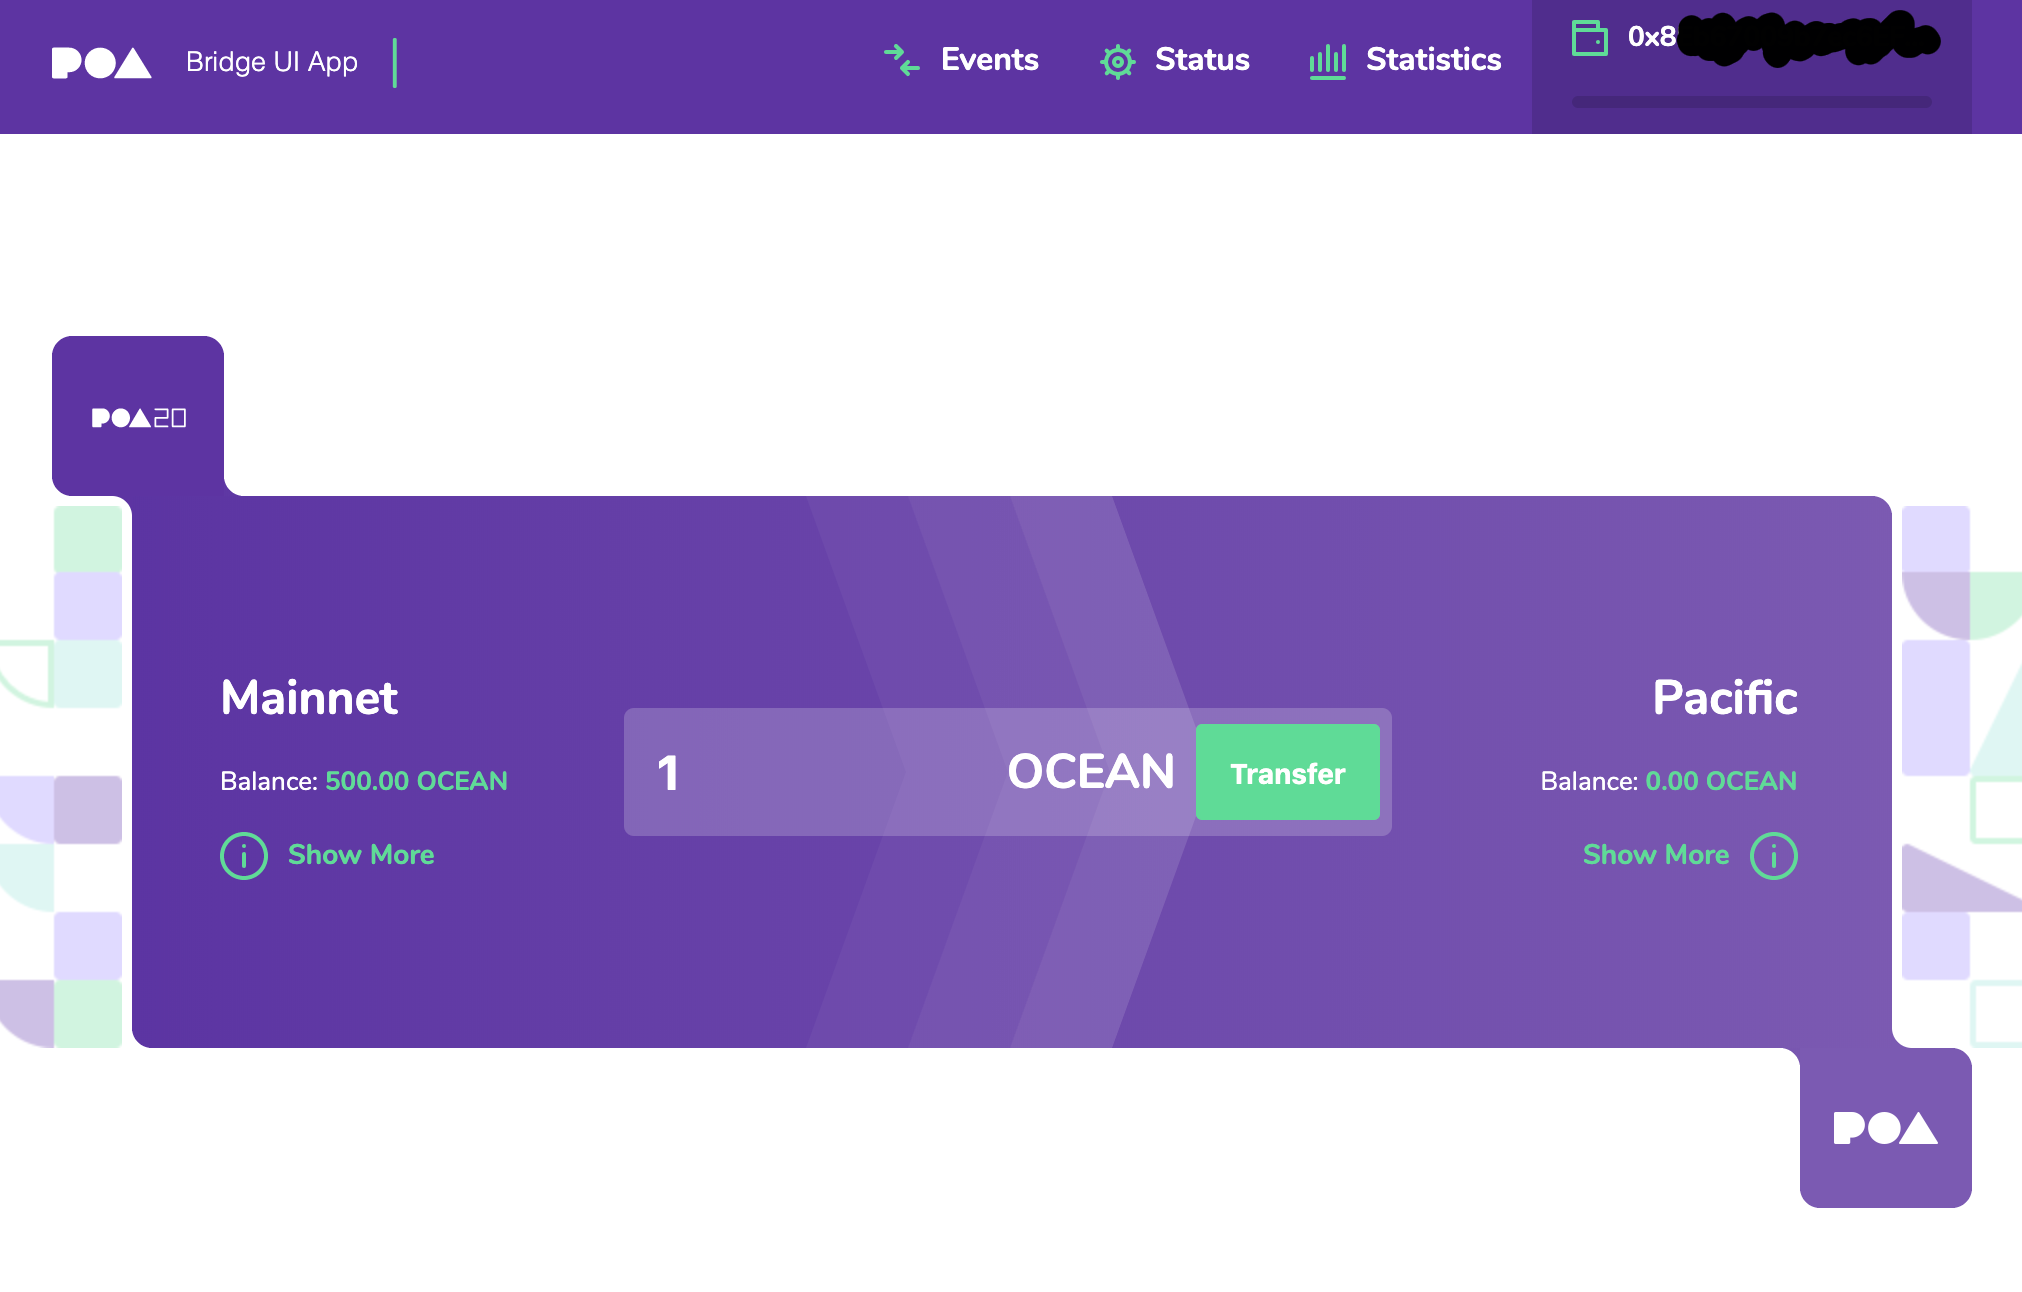 POA Bridge UI App
Events
Status
Statistics
0x8
POA20
Mainnet
Balance: 500.00 OCEAN
Show More
1 OCEAN
Transfer
Pacific
Balance: 0.00 OCEAN
Show More
POA